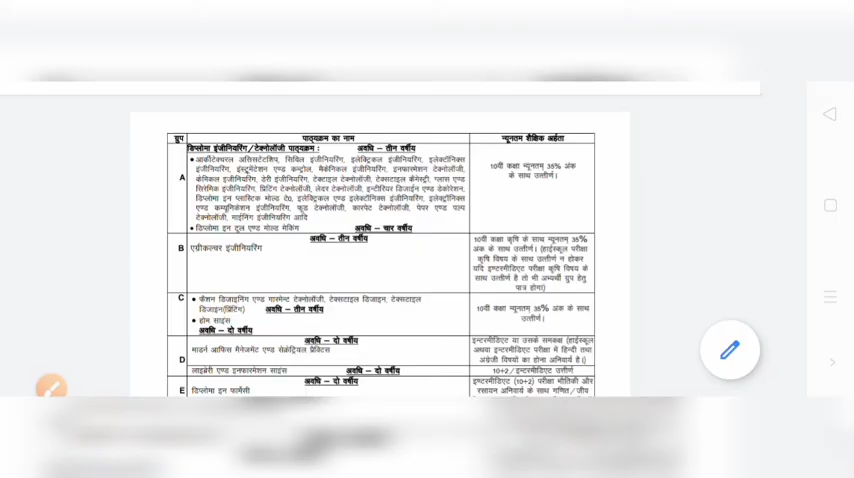 ग्रुप पाठ्यक्रम का नाम न्यूनतम शैक्षिक अर्हता
डिप्लोमा इंजीनियरिंग/टेक्नोलॉजी पाठ्यक्रम : अवधि – तीन वर्षीय
A
• आर्कीटेक्चरल असिसटेंटशिप, सिविल इंजीनियरिंग, इलेक्ट्रिकल इंजीनियरिंग, इलेक्ट्रॉनिक्स
इंजीनियरिंग, इंस्ट्रूमेंटेशन एण्ड कन्ट्रोल, मैकेनिकल इंजीनियरिंग, इनफारमेशन टेक्नोलॉजी,
केमिकल इंजीनियरिंग, डेरी इंजीनियरिंग, टेक्सटाइल टेक्नोलॉजी, टेक्सटाइल कैमेस्ट्री, ग्लास एण्ड
सिरेमिक इंजीनियरिंग, प्रिंटिंग टेक्नोलॉजी, लेदर टेक्नोलॉजी, इन्टीरियर डिजाईन एण्ड डेकोरेशन,
डिप्लोमा इन प्लास्टिक मोल्ड टे0, इलेक्ट्रिकल एण्ड इलेक्ट्रॉनिक्स इंजीनियरिंग, इलेक्ट्रॉनिक्स
एण्ड कम्यूनिकेशन इंजीनियरिंग, फूड टेक्नोलॉजी, कारपेट टेक्नोलॉजी, पेपर एण्ड पल्प
टेक्नोलॉजी, माईनिंग इंजीनियरिंग आदि
• डिप्लोमा इन टूल एण्ड मोल्ड मेकिंग अवधि – चार वर्षीय
10वीं कक्षा न्यूनतम् 35% अंक
के साथ उत्तीर्ण।
अवधि – तीन वर्षीय
B एग्रीकल्चर इंजीनियरिंग
10वीं कक्षा कृषि के साथ न्यूनतम् 35%
अंक के साथ उत्तीर्ण। (हाईस्कूल परीक्षा
कृषि विषय के साथ उत्तीर्ण न होकर
यदि इण्टरमीडिएट परीक्षा कृषि विषय के
साथ उत्तीर्ण है तो भी अभ्यर्थी ग्रुप हेतु
पात्र होगा)
C • फैशन डिजाइनिंग एण्ड गारमेन्ट टेक्नोलॉजी, टेक्सटाइल डिजाइन, टेक्सटाइल
डिजाइन(प्रिंटिंग) अवधि – तीन वर्षीय
• होम साइंस
अवधि – दो वर्षीय
10वीं कक्षा न्यूनतम् 35% अंक के साथ
उत्तीर्ण।
अवधि – दो वर्षीय
D मार्डन आफिस मैनेजमेंट एण्ड सेक्रेट्रियल प्रैक्टिस
इन्टरमीडिएट या उसके समकक्ष (हाईस्कूल
अथवा इन्टरमीडिएट परीक्षा में हिन्दी तथा
अंग्रेजी विषयों का होना अनिवार्य है।)
लाइब्रेरी एण्ड इनफारमेशन साइंस अवधि – दो वर्षीय 10+2/इन्टरमीडिएट उत्तीर्ण
अवधि – दो वर्षीय
E डिप्लोमा इन फार्मेसी
इण्टरमीडिएट (10+2) परीक्षा भौतिकी और
रसायन अनिवार्य के साथ गणित/जीव